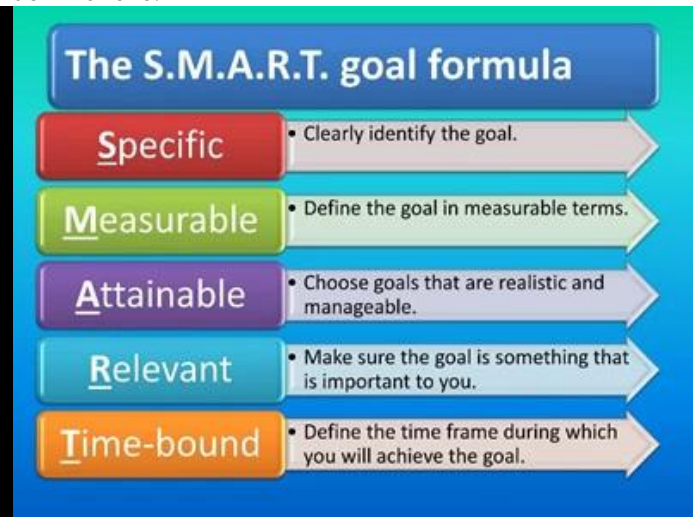 The S.M.A.R.T. goal formula
Specific
• Clearly identify the goal.
Measurable
• Define the goal in measurable terms.
Attainable
• Choose goals that are realistic and
manageable.
Relevant
• Make sure the goal is something that
is important to you.
Time-bound
• Define the time frame during which
you will achieve the goal.